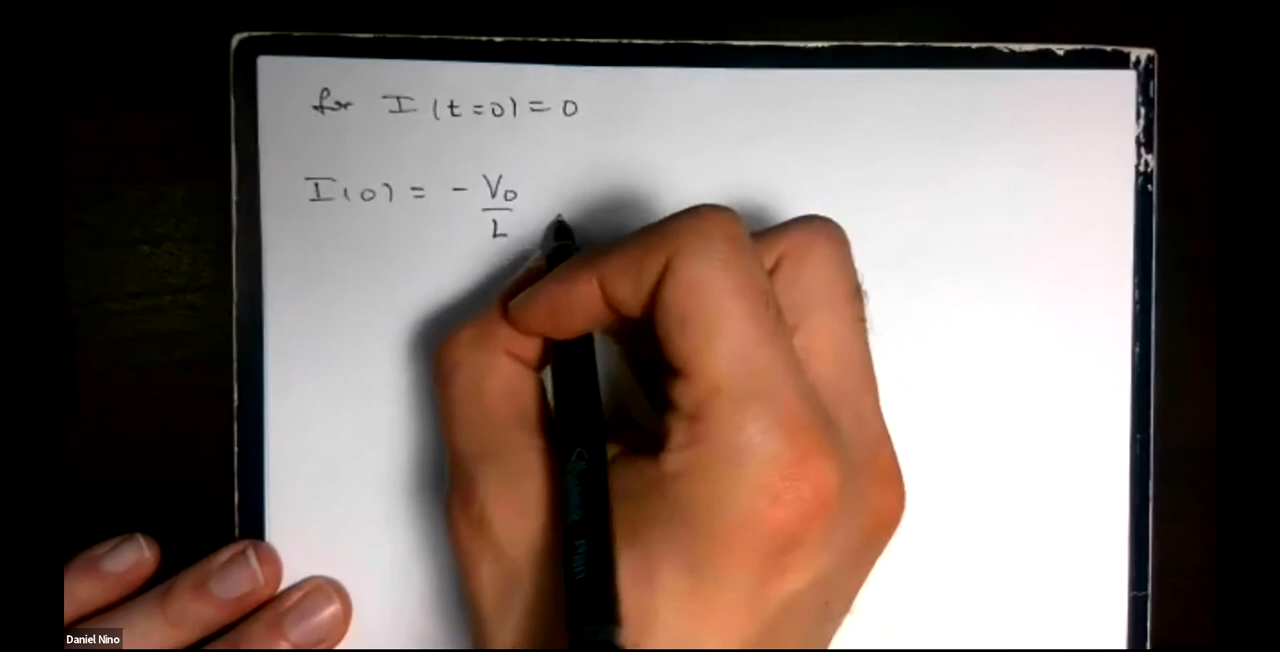 for I(t=0)=0
I(0) = - V0/L
Daniel Nino